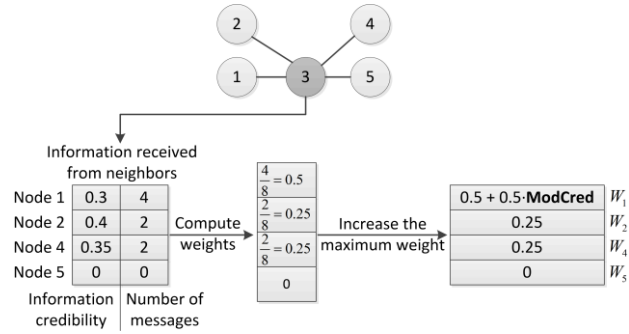 2
4
1
3
5
Information received
from neighbors
Node 1 0.3 4
Node 2 0.4 2
Node 4 0.35 2
Node 5 0 0
Information
credibility
Number of
messages
Compute
weights
4/8 = 0.5
2/8 = 0.25
2/8 = 0.25
0
Increase the
maximum weight
0.5 + 0.5·ModCred W₁
0.25 W₂
0.25 W₄
0 W₅